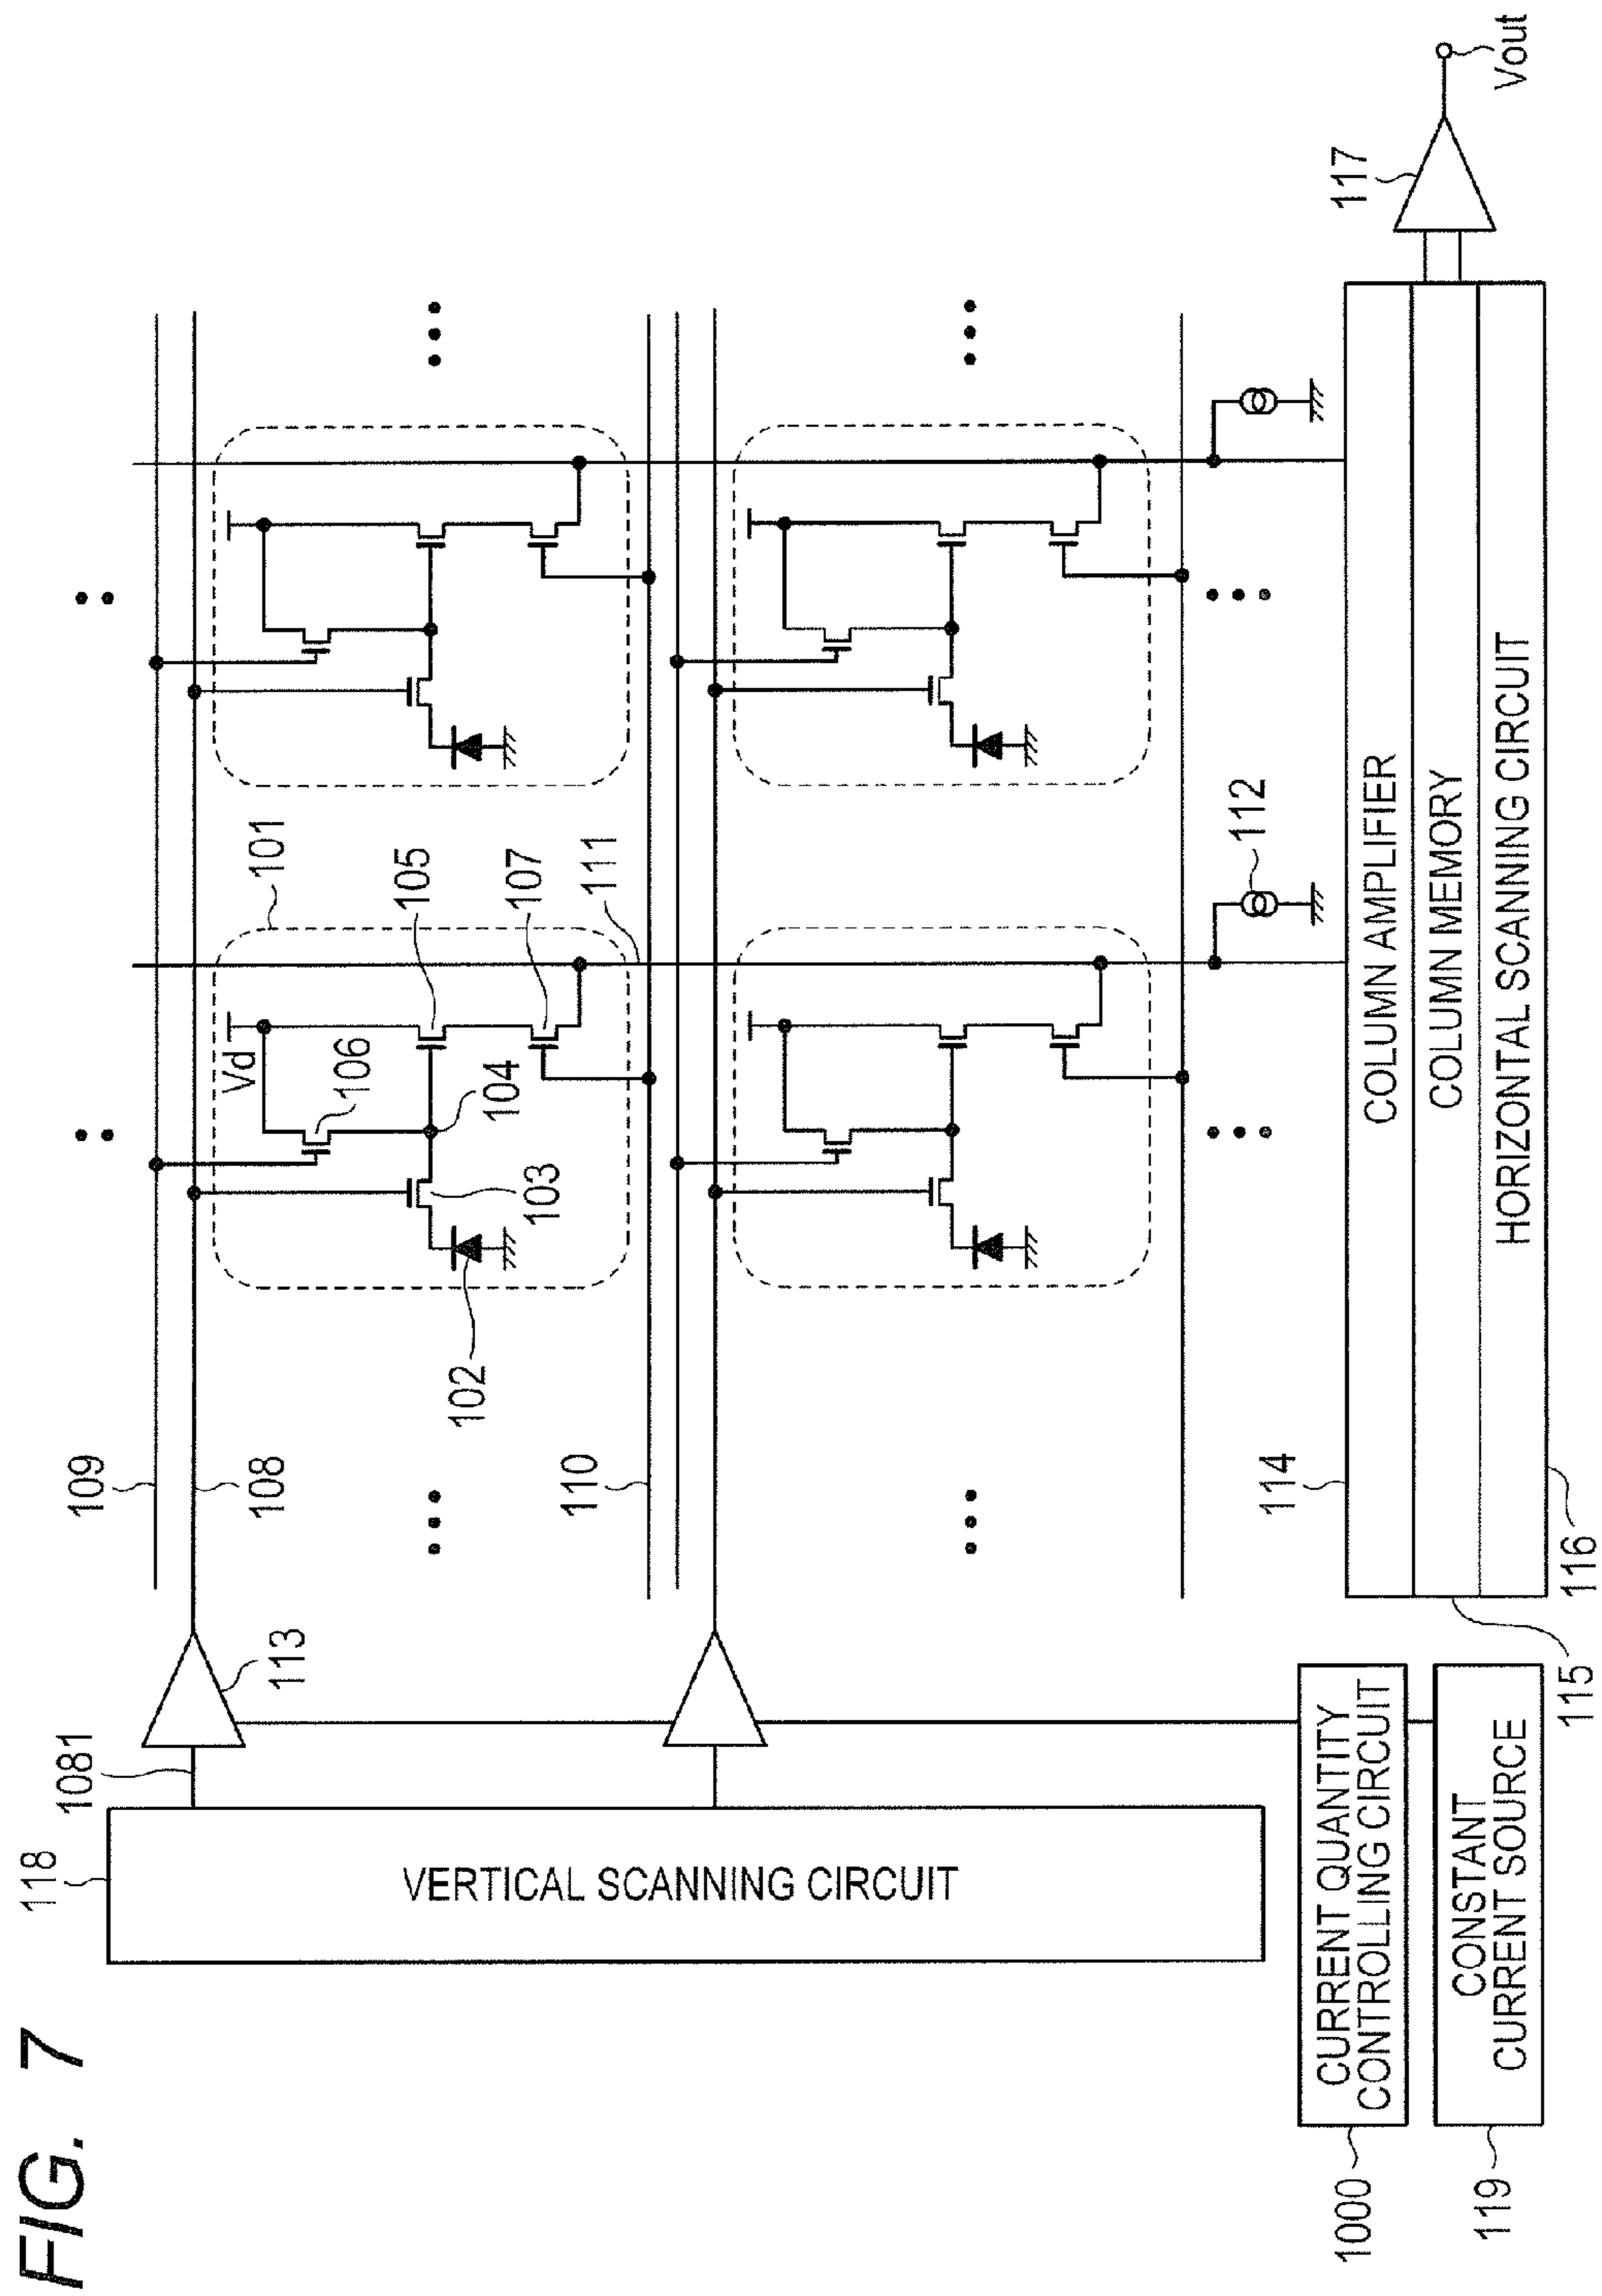 FIG. 7
118
1081
113
109
108
110
101
Vd
106
105
107
104
103
102
111
112
VERTICAL SCANNING CIRCUIT
CURRENT QUANTITY
CONTROLLING CIRCUIT
1000
CONSTANT
CURRENT SOURCE
119
114
COLUMN AMPLIFIER
COLUMN MEMORY
HORIZONTAL SCANNING CIRCUIT
115
116
117
Vout